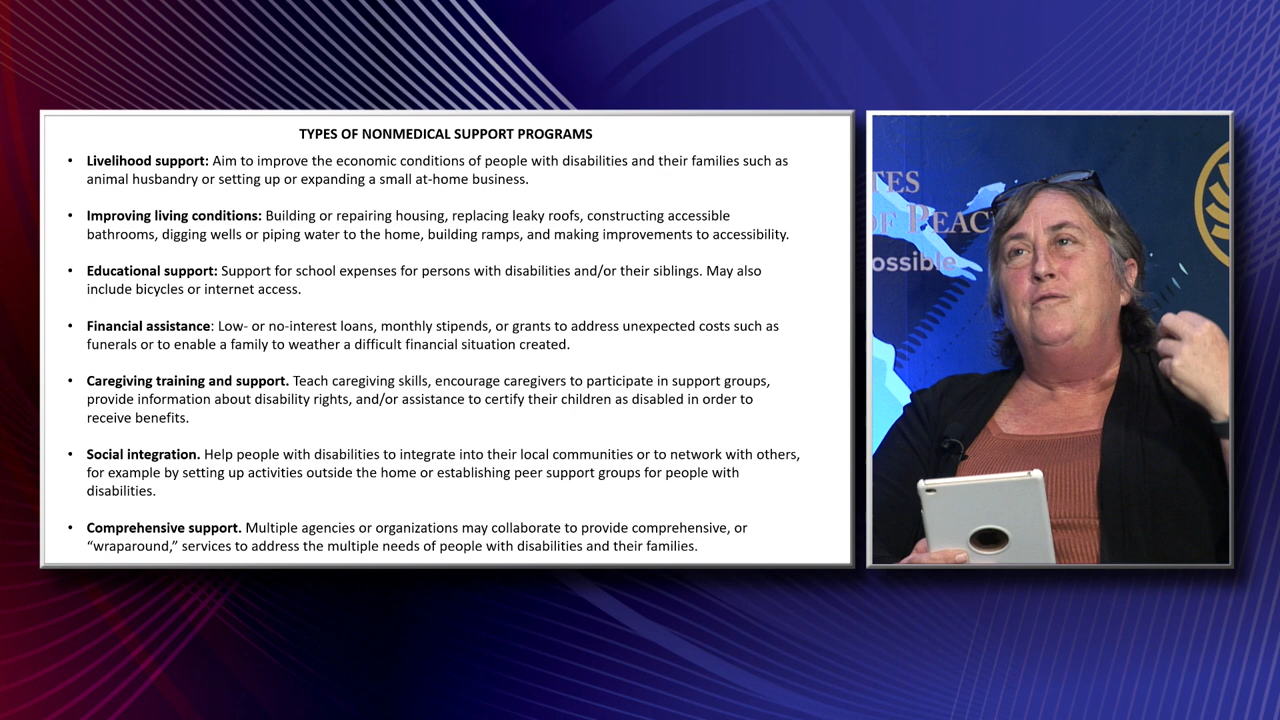 TYPES OF NONMEDICAL SUPPORT PROGRAMS
• Livelihood support: Aim to improve the economic conditions of people with disabilities and their families such as
animal husbandry or setting up or expanding a small at-home business.
• Improving living conditions: Building or repairing housing, replacing leaky roofs, constructing accessible
bathrooms, digging wells or piping water to the home, building ramps, and making improvements to accessibility.
• Educational support: Support for school expenses for persons with disabilities and/or their siblings. May also
include bicycles or internet access.
• Financial assistance: Low- or no-interest loans, monthly stipends, or grants to address unexpected costs such as
funerals or to enable a family to weather a difficult financial situation created.
• Caregiving training and support. Teach caregiving skills, encourage caregivers to participate in support groups,
provide information about disability rights, and/or assistance to certify their children as disabled in order to
receive benefits.
• Social integration. Help people with disabilities to integrate into their local communities or to network with others,
for example by setting up activities outside the home or establishing peer support groups for people with
disabilities.
• Comprehensive support. Multiple agencies or organizations may collaborate to provide comprehensive, or
“wraparound,” services to address the multiple needs of people with disabilities and their families.
TES
OF PEAC
ossible